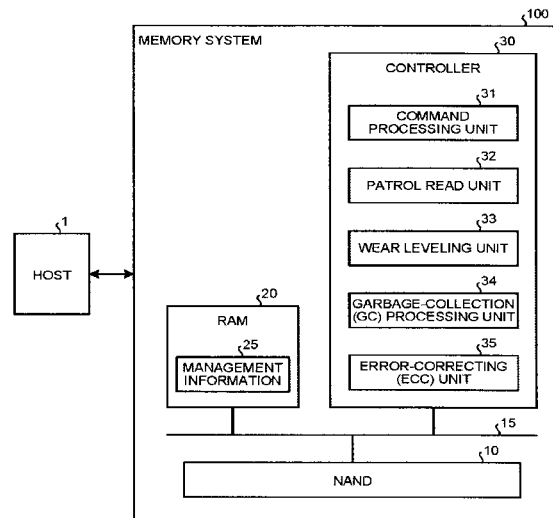 100
MEMORY SYSTEM
30
CONTROLLER
31
COMMAND
PROCESSING UNIT
32
PATROL READ UNIT
1
HOST
33
WEAR LEVELING UNIT
20
RAM
34
GARBAGE-COLLECTION
(GC) PROCESSING UNIT
25
MANAGEMENT
INFORMATION
35
ERROR-CORRECTING
(ECC) UNIT
15
10
NAND